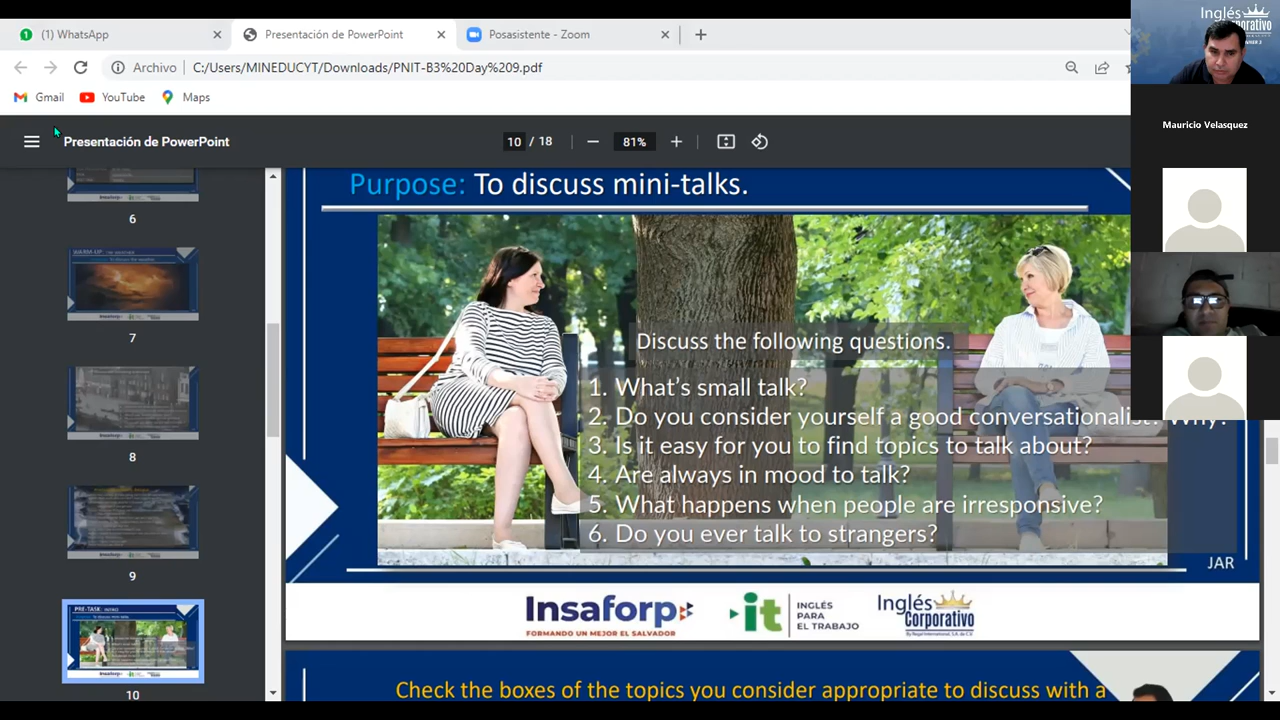 (1) WhatsApp
Presentación de PowerPoint
Posasistente - Zoom
Archivo
C:/Users/MINEDUCYT/Downloads/PNIT-B3%20Day%209.pdf
Gmail
YouTube
Maps
Presentación de PowerPoint
10 / 18
81%
6
7
8
9
10
Purpose: To discuss mini-talks.
Discuss the following questions.
1. What's small talk?
2. Do you consider yourself a good conversationalist? Why?
3. Is it easy for you to find topics to talk about?
4. Are always in mood to talk?
5. What happens when people are irresponsive?
6. Do you ever talk to strangers?
JAR
Insaforp
FORMANDO UN MEJOR EL SALVADOR
it
INGLÉS
PARA
EL TRABAJO
Inglés
Corporativo
Check the boxes of the topics you consider appropriate to discuss with a
Inglés
Corporativo
Mauricio Velasquez